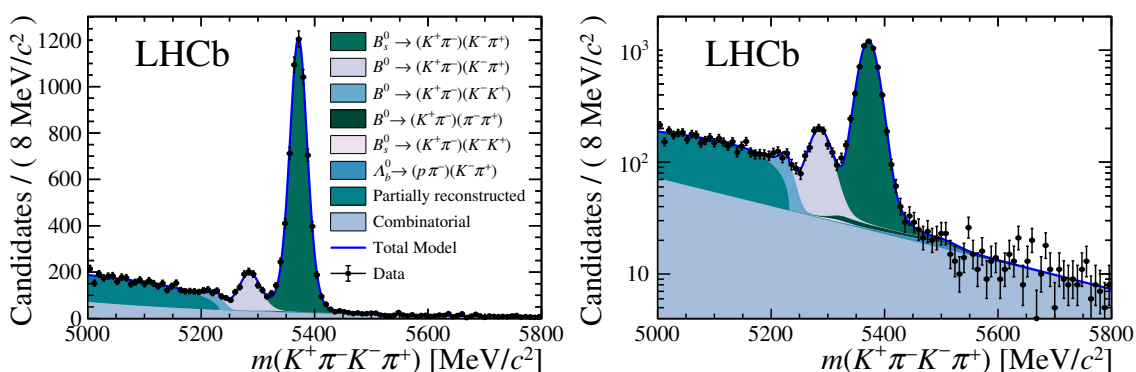 Candidates / ( 8 MeV/c²)
1200
1000
800
600
400
200
0
LHCb
B⁰ₛ → (K⁺π⁻)(K⁻π⁺)
B⁰ → (K⁺π⁻)(K⁻π⁺)
B⁰ → (K⁺π⁻)(K⁻K⁺)
B⁰ → (K⁺π⁻)(π⁻π⁺)
B⁰ₛ → (K⁺π⁻)(K⁻K⁺)
Λ⁰_b → (p π⁻)(K⁻π⁺)
Partially reconstructed
Combinatorial
Total Model
Data
5000 5200 5400 5600 5800
m(K⁺π⁻K⁻π⁺) [MeV/c²]
Candidates / ( 8 MeV/c²)
10³
10²
10
LHCb
5000 5200 5400 5600 5800
m(K⁺π⁻K⁻π⁺) [MeV/c²]